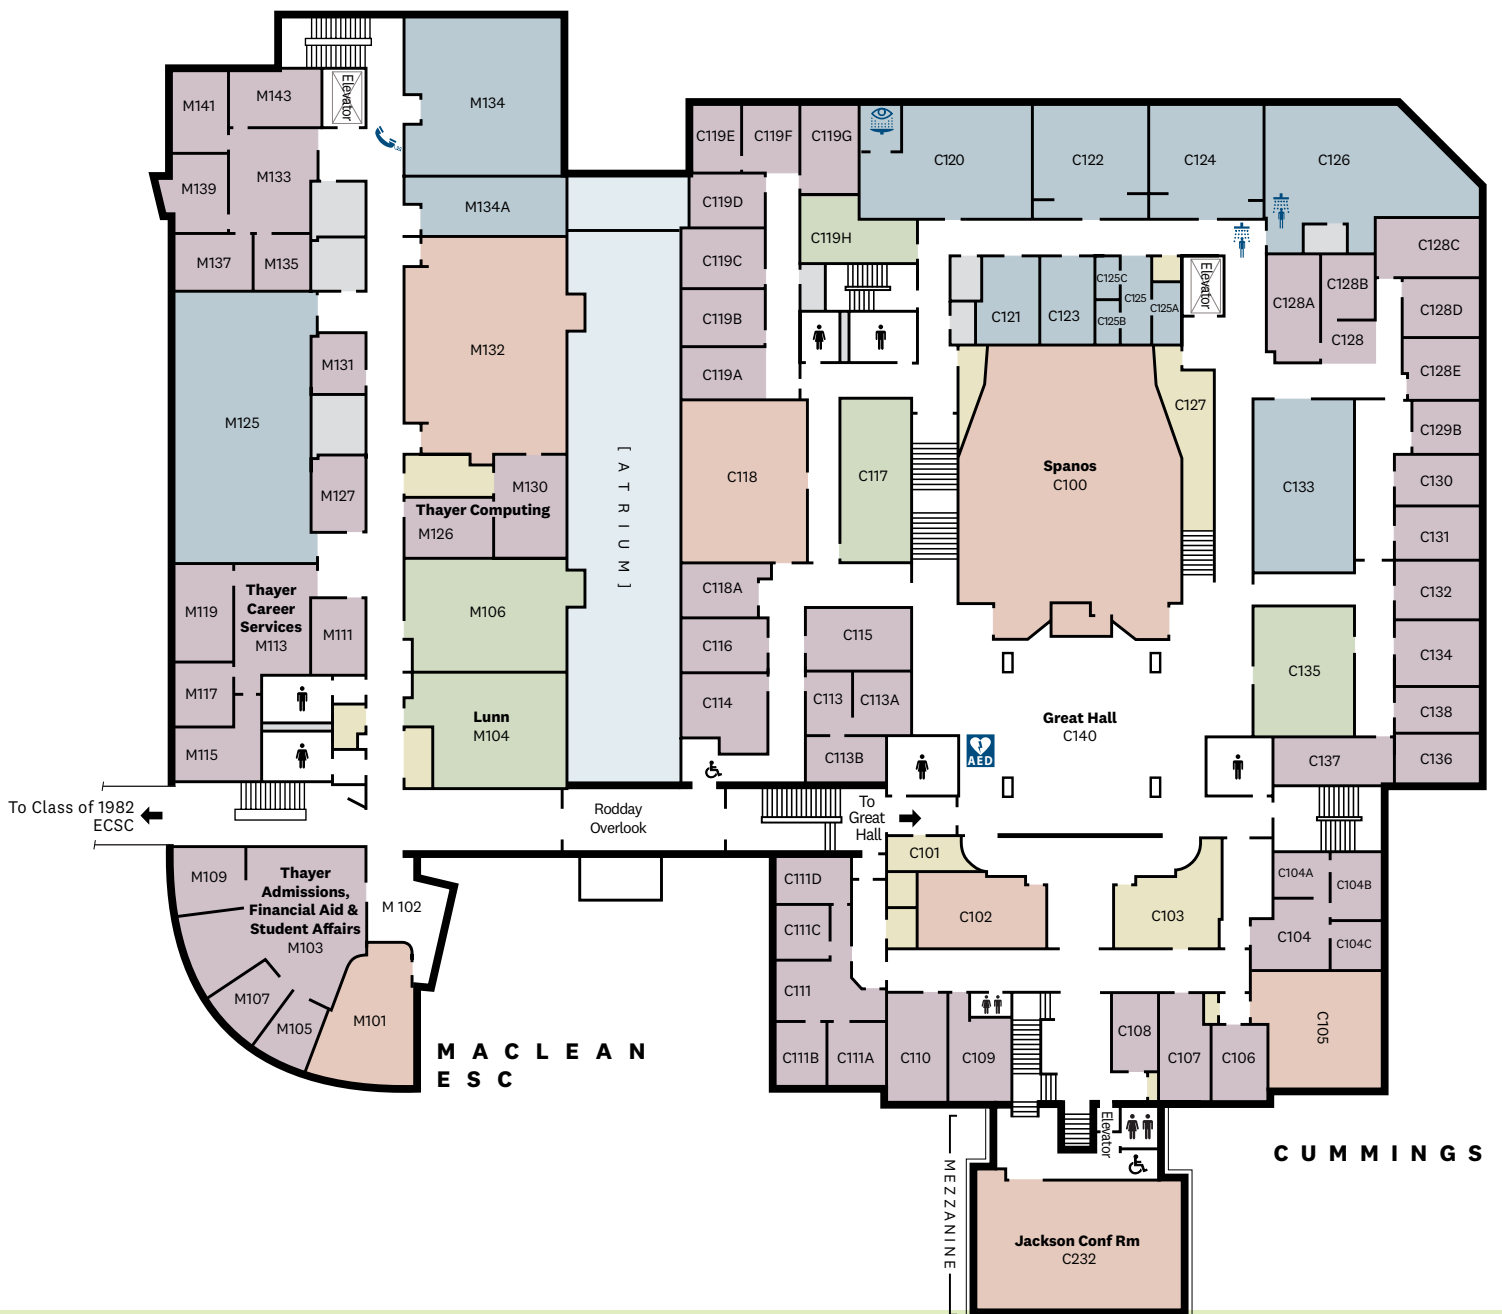 M141
M143
Elevator
M134
M139
M133
M134A
M137
M135
M132
M131
M125
M127
M130
Thayer Computing
M126
[ATRIUM]
M119
Thayer
Career
Services
M113
M111
M106
M117
M115
Lunn
M104
To Class of 1982
ECSC
Rodday
Overlook
To
Great
Hall
M109
Thayer
Admissions,
Financial Aid &
Student Affairs
M103
M 102
M107
M105
M101
MACLEAN
ESC
C119E
C119F
C119G
C120
C122
C124
C126
C119D
C119H
C119C
C119B
C119A
C121
C123
C125C
C125
C125B
C125A
Elevator
C128C
C128A
C128B
C128D
C128
C128E
C127
C129B
Spanos
C100
C118
C117
C133
C130
C131
C132
C118A
C115
C116
C134
C135
C113
C113A
C114
C138
Great Hall
C140
AED
C113B
C137
C136
C101
C111D
C102
C103
C104A
C104B
C111C
C104
C104C
C111
C105
C111B
C111A
C110
C109
C108
C107
C106
Elevator
MEZZANINE
CUMMINGS
Jackson Conf Rm
C232